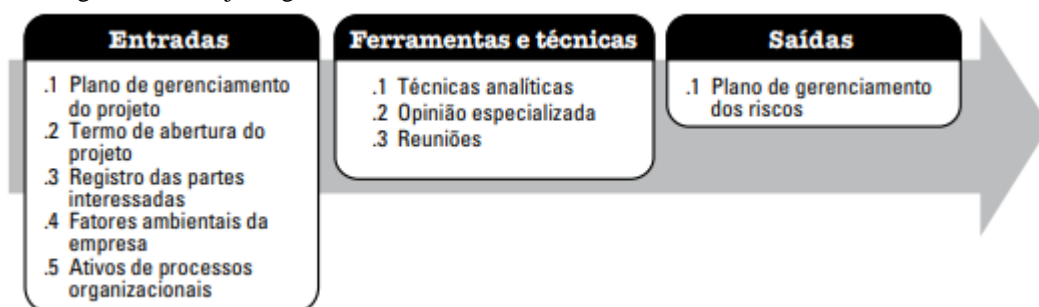 Entradas
.1 Plano de gerenciamento
do projeto
.2 Termo de abertura do
projeto
.3 Registro das partes
interessadas
.4 Fatores ambientais da
empresa
.5 Ativos de processos
organizacionais
Ferramentas e técnicas
.1 Técnicas analíticas
.2 Opinião especializada
.3 Reuniões
Saídas
.1 Plano de gerenciamento
dos riscos